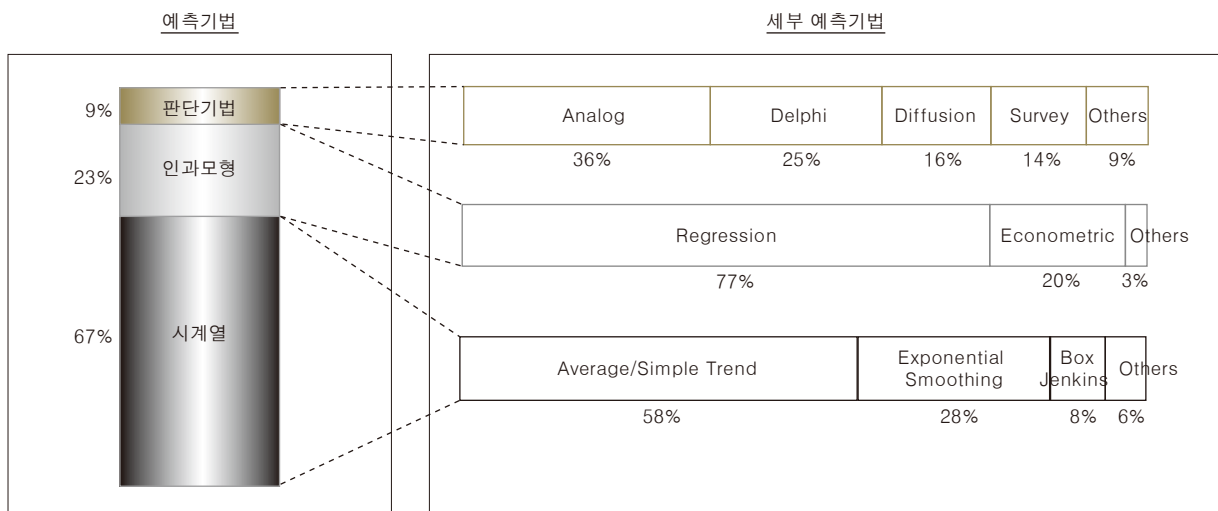 예측기법
세부 예측기법
9%
판단기법
23%
인과모형
67%
시계열
Analog
Delphi
Diffusion
Survey
Others
36%
25%
16%
14%
9%
Regression
Econometric
Others
77%
20%
3%
Average/Simple Trend
Exponential
Smoothing
Box
Jenkins
Others
58%
28%
8%
6%